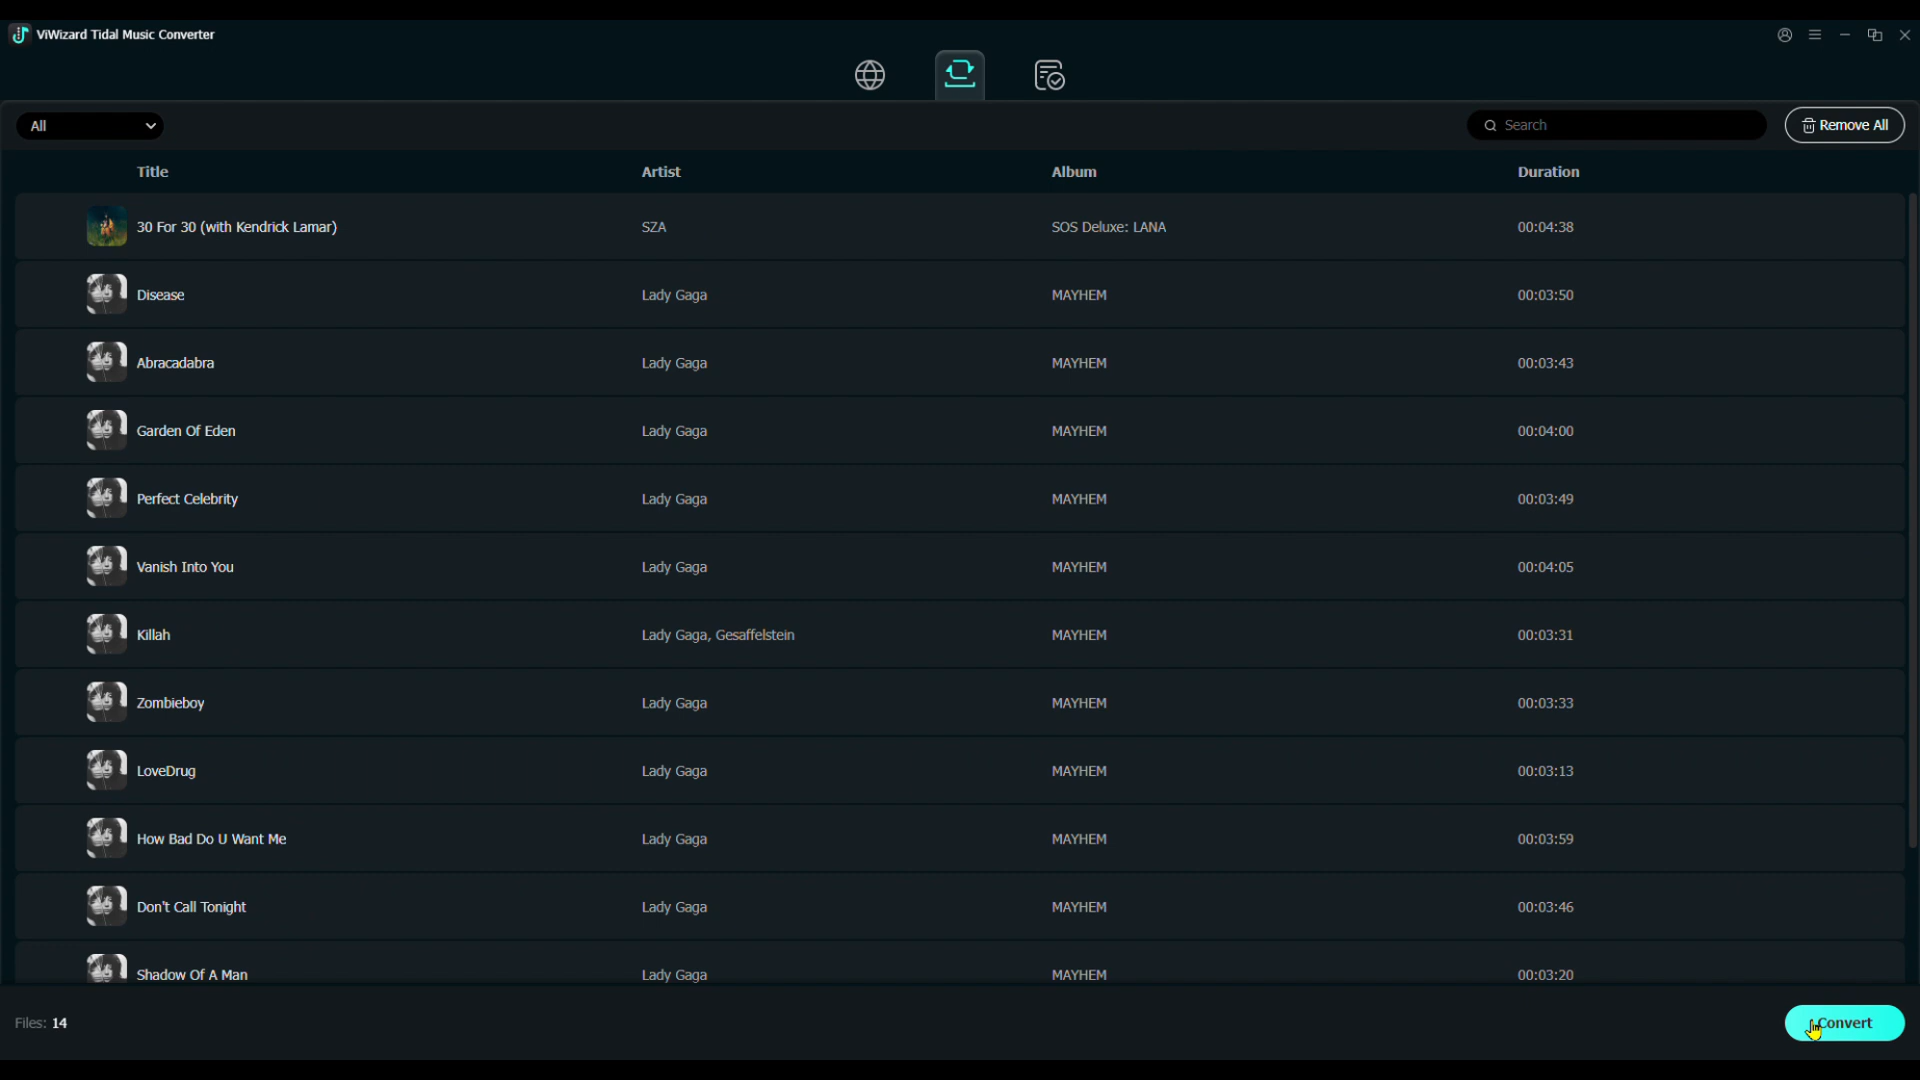 ViWizard Tidal Music Converter
All
Search
Remove All
Title Artist Album Duration
30 For 30 (with Kendrick Lamar) SZA SOS Deluxe: LANA 00:04:38
Disease Lady Gaga MAYHEM 00:03:50
Abracadabra Lady Gaga MAYHEM 00:03:43
Garden Of Eden Lady Gaga MAYHEM 00:04:00
Perfect Celebrity Lady Gaga MAYHEM 00:03:49
Vanish Into You Lady Gaga MAYHEM 00:04:05
Killah Lady Gaga, Gesaffelstein MAYHEM 00:03:31
Zombieboy Lady Gaga MAYHEM 00:03:33
LoveDrug Lady Gaga MAYHEM 00:03:13
How Bad Do U Want Me Lady Gaga MAYHEM 00:03:59
Don't Call Tonight Lady Gaga MAYHEM 00:03:46
Shadow Of A Man Lady Gaga MAYHEM 00:03:20
Files: 14
Convert